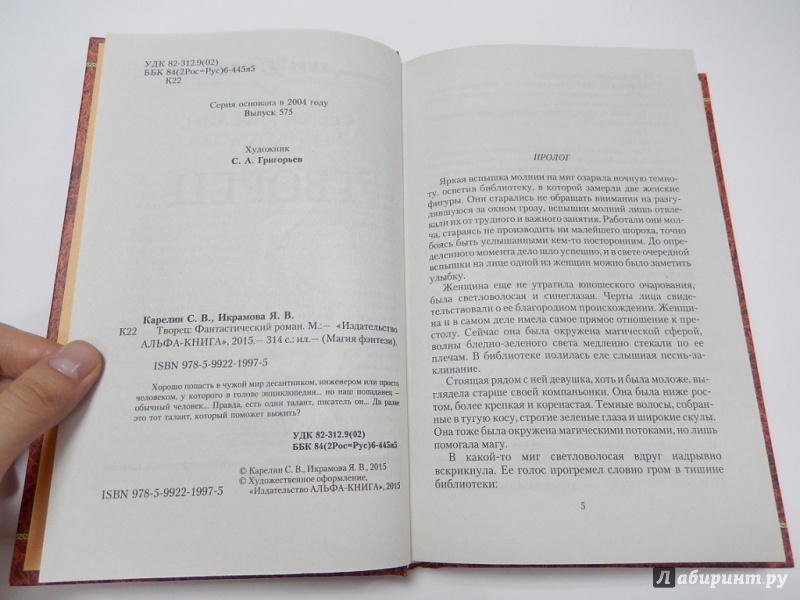 УДК 82-312.9(02)
ББК 84(2Рос=Рус)6-445я5
К22
Серия основана в 2004 году
Выпуск 575
Художник
С. А. Григорьев
Карелин С. В., Икрамова Я. В.
К22 Творец: Фантастический роман. М.:— «Издательство
АЛЬФА-КНИГА», 2015.— 314 с.: ил.— (Магия фэнтези).
ISBN 978-5-9922-1997-5
Хорошо попасть в чужой мир десантником, инженером или просто
человеком, у которого в голове энциклопедия... но наш попаданец –
обычный человек... Правда, есть один талант, писатель он... Да разве
это тот талант, который поможет выжить?
УДК 82-312.9(02)
ББК 84(2Рос=Рус)6-445я5
© Карелин С. В., Икрамова Я. В., 2015
© Художественное оформление,
ISBN 978-5-9922-1997-5 «Издательство АЛЬФА-КНИГА», 2015
ПРОЛОГ
Яркая вспышка молнии на миг озарила ночную темно-
ту, осветив библиотеку, в которой замерли две женские
фигуры. Они старались не обращать внимания на разгу-
лявшуюся за окном грозу, вспышки молний лишь отвле-
кали их от трудного и важного занятия. Работали они мол-
ча, стараясь не производить ни малейшего шороха, точно
боясь быть услышанными кем-то посторонним. До опре-
деленного момента дело шло успешно, и в свете очередной
вспышки на лице одной из женщин можно было заметить
улыбку.
Женщина еще не утратила юношеского очарования,
была светловолосая и синеглазая. Черты лица свидетель-
ствовали о ее благородном происхождении. Женщи-
на и в самом деле имела самое прямое отношение к пре-
столу. Сейчас она была окружена магической сферой,
волны бледно-зеленого света медленно стекали по ее
плечам. В библиотеке полилась еле слышная песнь-за-
клинание.
Стоящая рядом с ней девушка, хоть и была моложе, вы-
глядела старше своей компаньонки. Она была ниже рос-
том, более крепкая и коренастая. Темные волосы, собран-
ные в тугую косу, строгие зеленые глаза и широкие скулы.
Она тоже была окружена магическими потоками, но лишь
помогала магу.
В какой-то миг светловолосая вдруг надрывно
вскрикнула. Ее голос прогремел словно гром в тишине
библиотеки:
5
Лабиринт.ру